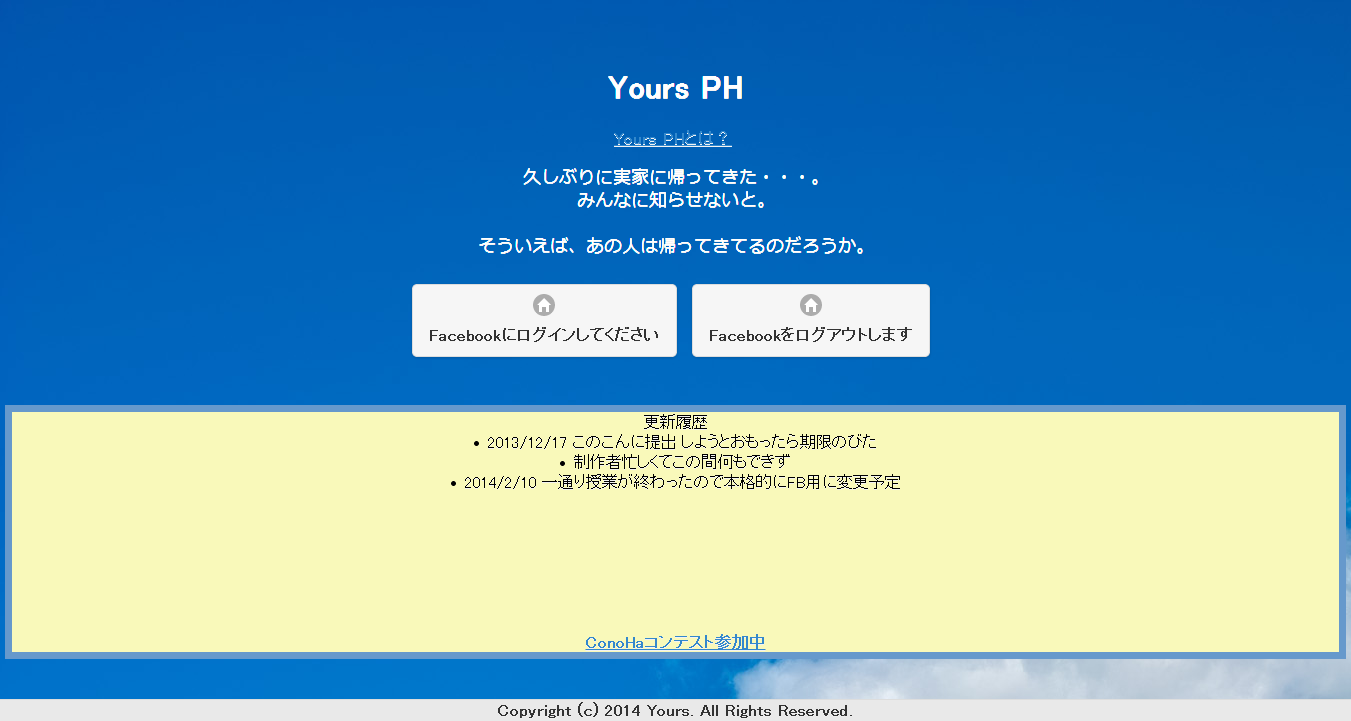 Yours PH
Yours PHとは？
久しぶりに実家に帰ってきた・・・。
みんなに知らせないと。
そういえば、あの人は帰ってきてるのだろうか。
Facebookにログインしてください
Facebookをログアウトします
更新履歴
• 2013/12/17 このこんに提出しようとおもったら期限のびた
• 制作者忙しくてこの間何もできず
• 2014/2/10 一通り授業が終わったので本格的にFB用に変更予定
ConoHaコンテスト参加中
Copyright (c) 2014 Yours. All Rights Reserved.